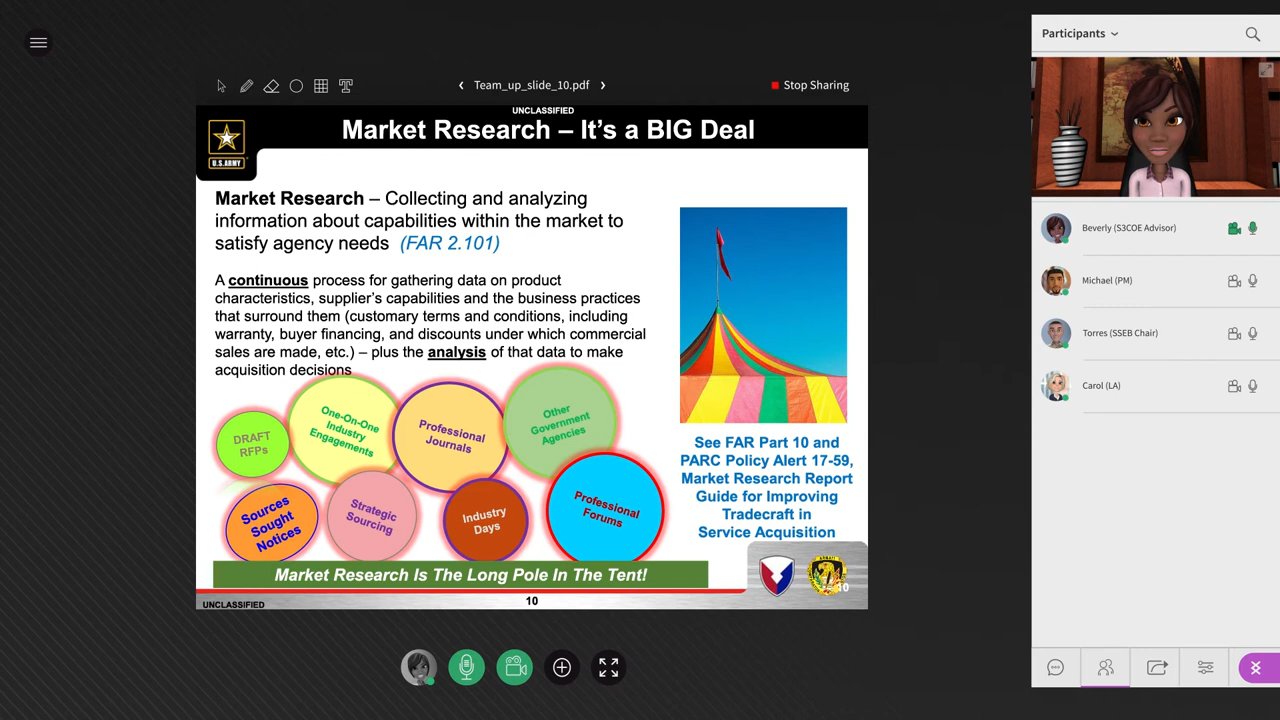 Team_up_slide_10.pdf
Stop Sharing
Participants
UNCLASSIFIED
Market Research – It's a BIG Deal
U.S.ARMY
Market Research – Collecting and analyzing
information about capabilities within the market to
satisfy agency needs (FAR 2.101)
A continuous process for gathering data on product
characteristics, supplier's capabilities and the business practices
that surround them (customary terms and conditions, including
warranty, buyer financing, and discounts under which commercial
sales are made, etc.) – plus the analysis of that data to make
acquisition decisions
DRAFT
RFPs
One-On-One
Industry
Engagements
Professional
Journals
Other
Government
Agencies
Sources
Sought
Notices
Strategic
Sourcing
Industry
Days
Professional
Forums
See FAR Part 10 and
PARC Policy Alert 17-59,
Market Research Report
Guide for Improving
Tradecraft in
Service Acquisition
Market Research Is The Long Pole In The Tent!
UNCLASSIFIED
10
10
Beverly (S3COE Advisor)
Michael (PM)
Torres (SSEB Chair)
Carol (LA)